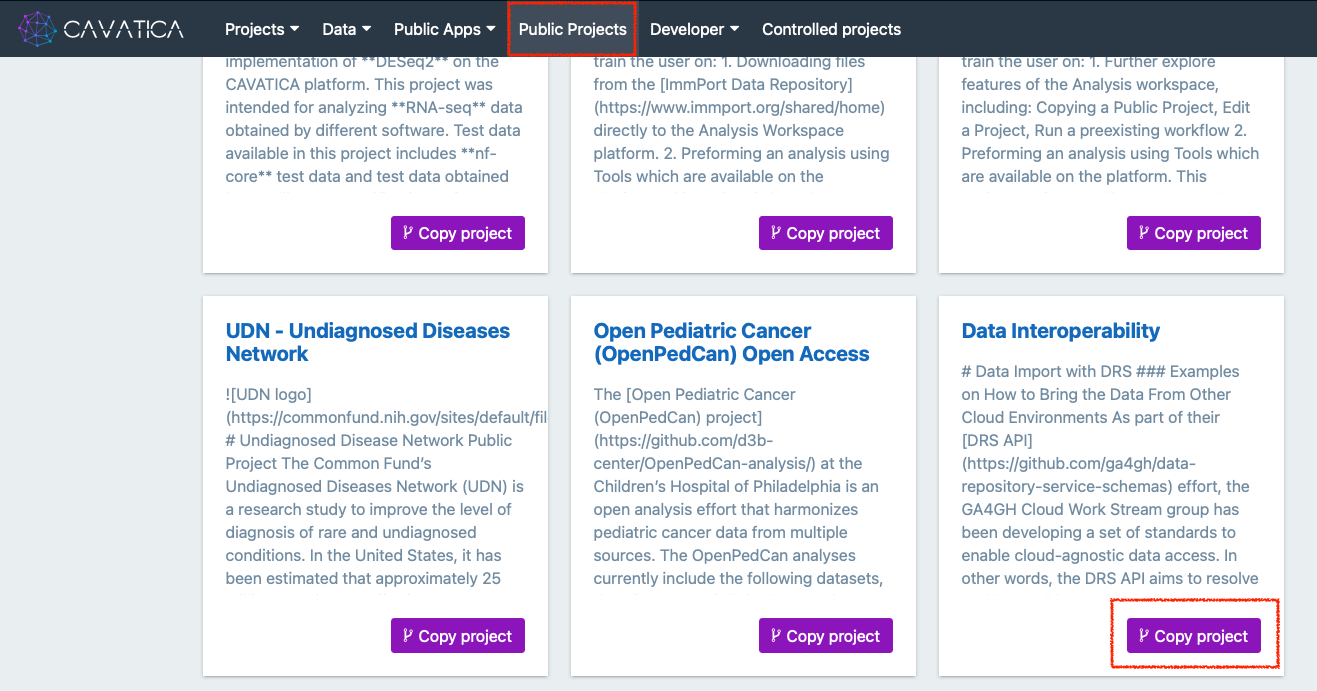 CAVATICA
Projects
Data
Public Apps
Public Projects
Developer
Controlled projects
implementation of **DESeq2** on the
CAVATICA platform. This project was
intended for analyzing **RNA-seq** data
obtained by different software. Test data
available in this project includes **nf-
core** test data and test data obtained
Copy project
train the user on: 1. Downloading files
from the [ImmPort Data Repository]
(https://www.immport.org/shared/home)
directly to the Analysis Workspace
platform. 2. Preforming an analysis using
Tools which are available on the
Copy project
train the user on: 1. Further explore
features of the Analysis workspace,
including: Copying a Public Project, Edit
a Project, Run a preexisting workflow 2.
Preforming an analysis using Tools which
are available on the platform. This
Copy project
UDN - Undiagnosed Diseases
Network
![UDN logo]
(https://commonfund.nih.gov/sites/default/fil
# Undiagnosed Disease Network Public
Project The Common Fund’s
Undiagnosed Diseases Network (UDN) is
a research study to improve the level of
diagnosis of rare and undiagnosed
conditions. In the United States, it has
been estimated that approximately 25
Copy project
Open Pediatric Cancer
(OpenPedCan) Open Access
The [Open Pediatric Cancer
(OpenPedCan) project]
(https://github.com/d3b-
center/OpenPedCan-analysis/) at the
Children’s Hospital of Philadelphia is an
open analysis effort that harmonizes
pediatric cancer data from multiple
sources. The OpenPedCan analyses
currently include the following datasets,
Copy project
Data Interoperability
# Data Import with DRS ### Examples
on How to Bring the Data From Other
Cloud Environments As part of their
[DRS API]
(https://github.com/ga4gh/data-
repository-service-schemas) effort, the
GA4GH Cloud Work Stream group has
been developing a set of standards to
enable cloud-agnostic data access. In
other words, the DRS API aims to resolve
Copy project